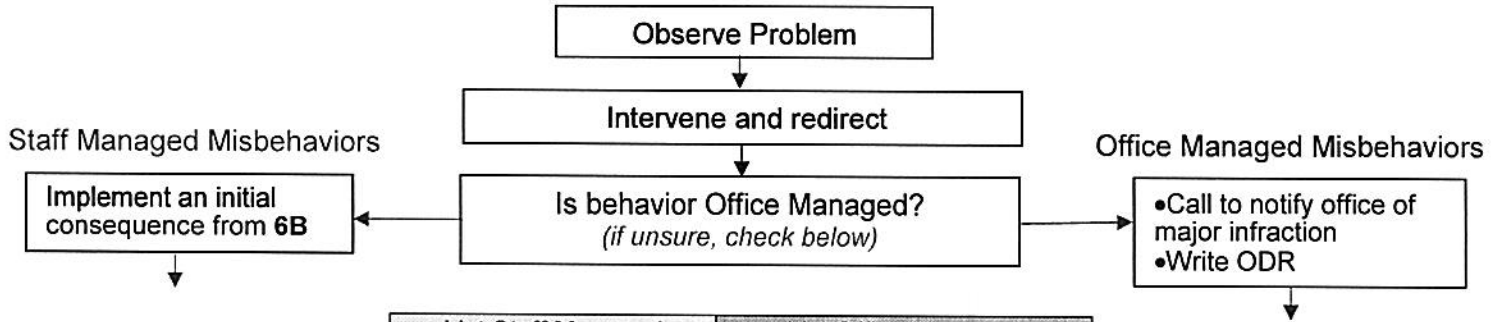 Observe Problem
Intervene and redirect
Staff Managed Misbehaviors
Office Managed Misbehaviors
Implement an initial
consequence from 6B
Is behavior Office Managed?
(if unsure, check below)
•Call to notify office of
major infraction
•Write ODR